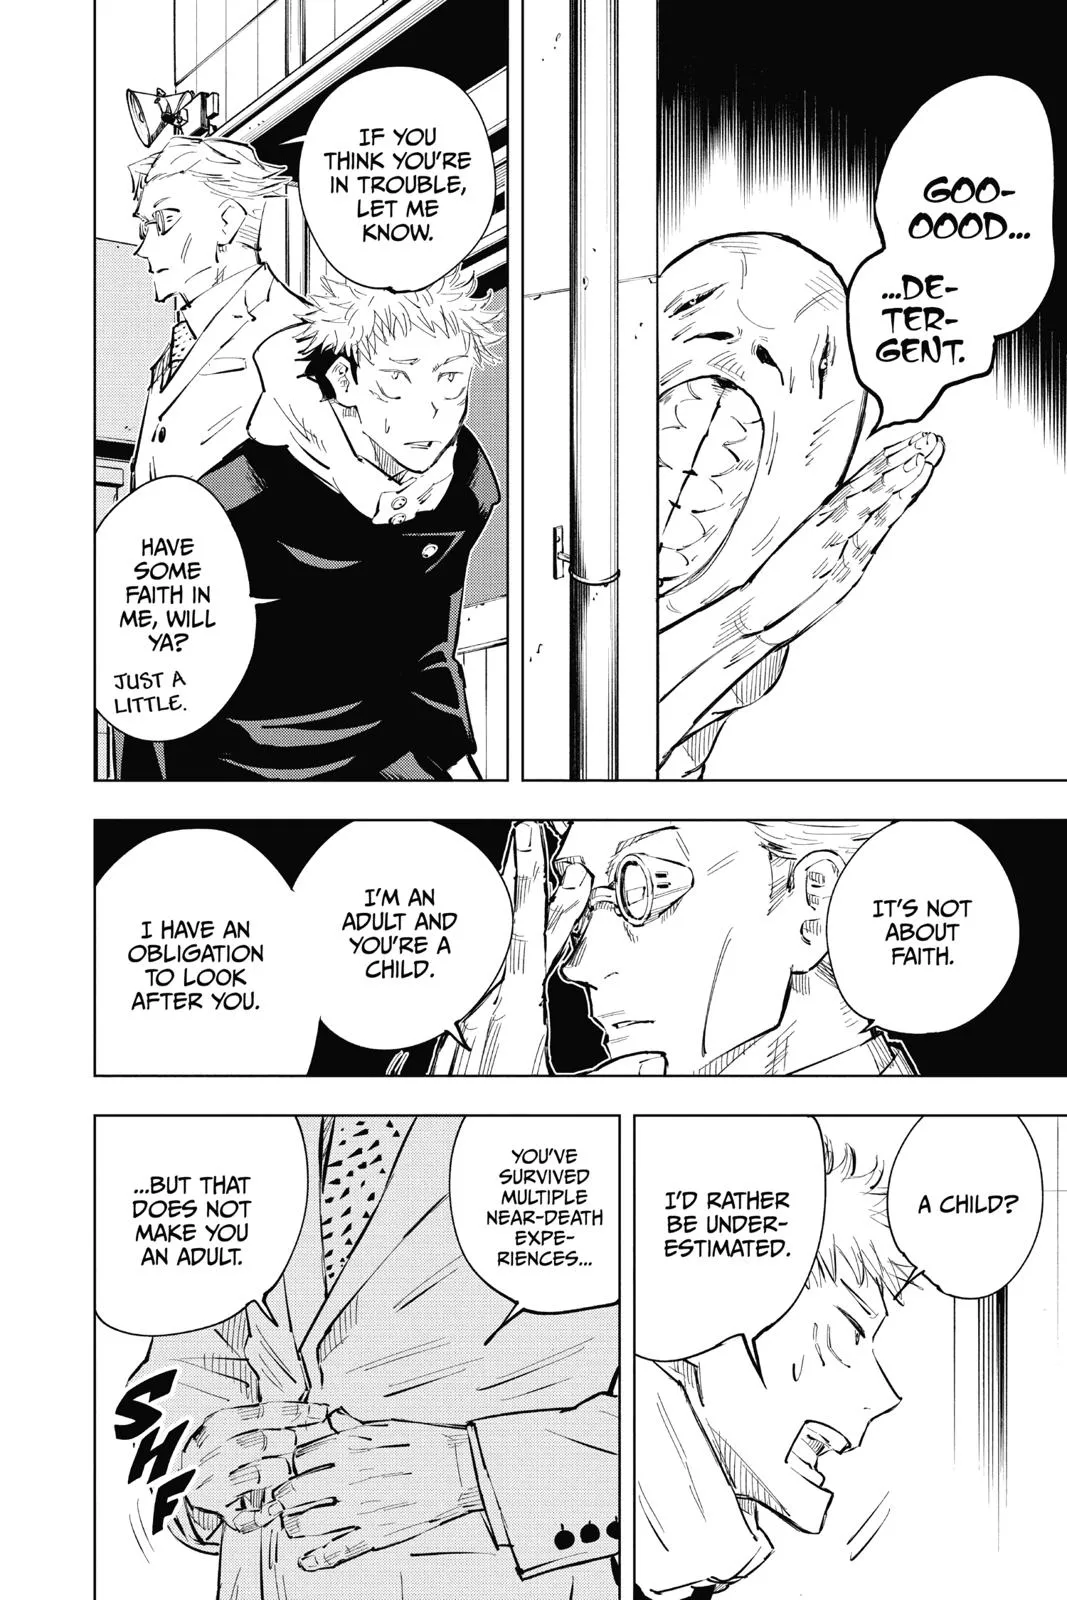 GOO-
OOOD...
...DE-
TER-
GENT.
IF YOU
THINK YOU'RE
IN TROUBLE,
LET ME
KNOW.
HAVE
SOME
FAITH IN
ME, WILL
YA?
JUST A
LITTLE.
IT'S NOT
ABOUT
FAITH.
I'M AN
ADULT AND
YOU'RE A
CHILD.
I HAVE AN
OBLIGATION
TO LOOK
AFTER YOU.
A CHILD?
I'D RATHER
BE UNDER-
ESTIMATED.
YOU'VE
SURVIVED
MULTIPLE
NEAR-DEATH
EXPE-
RIENCES...
...BUT THAT
DOES NOT
MAKE YOU
AN ADULT.
SHF